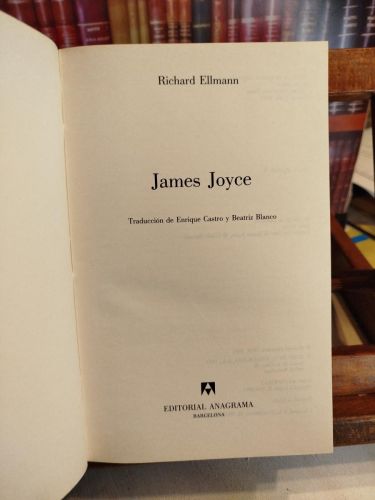 Richard Ellmann
James Joyce
Traducción de Enrique Castro y Beatriz Blanco
EDITORIAL ANAGRAMA
BARCELONA